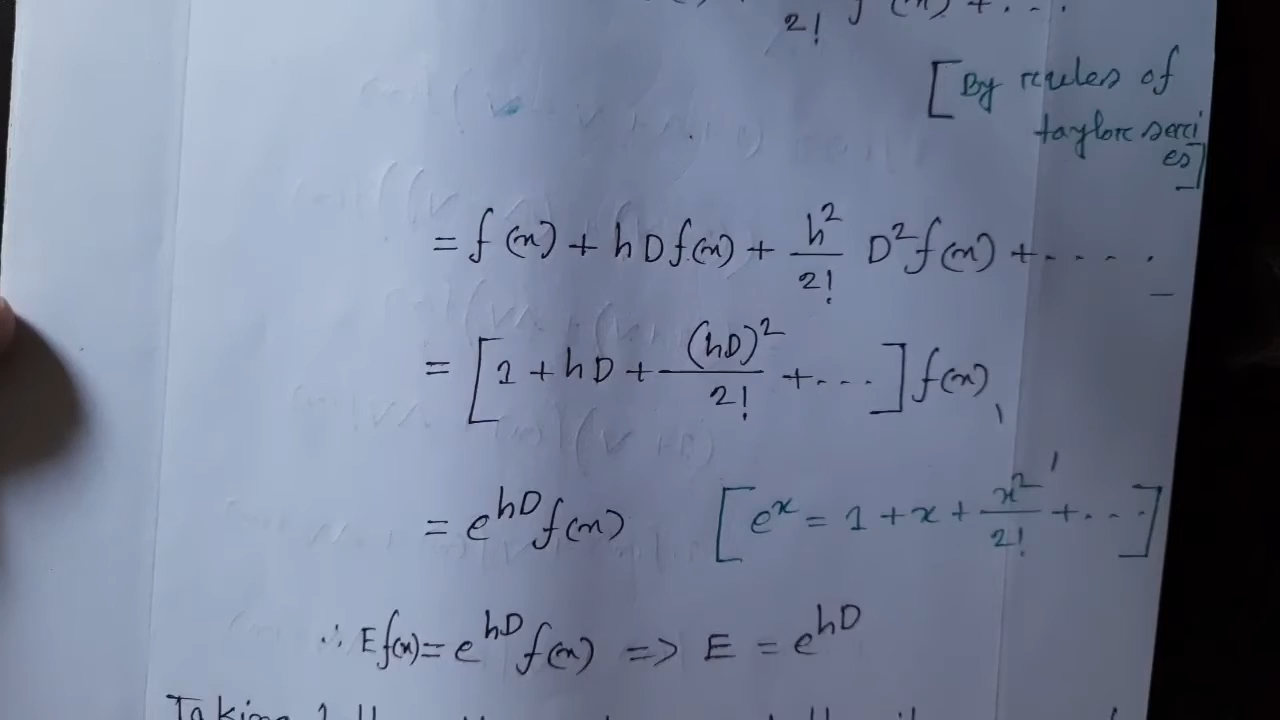 2! f (x) + . . .
[By rules of
taylor seri
es]
= f(x) + hDf(x) + h²/2! D²f(x) + . . . . .
= [1 + hD + (hD)²/2! + . . .] f(x)
= e^{hD} f(x) [e^x = 1 + x + x²/2! + . . .]
∴ Ef(x) = e^{hD} f(x) => E = e^{hD}
Taking